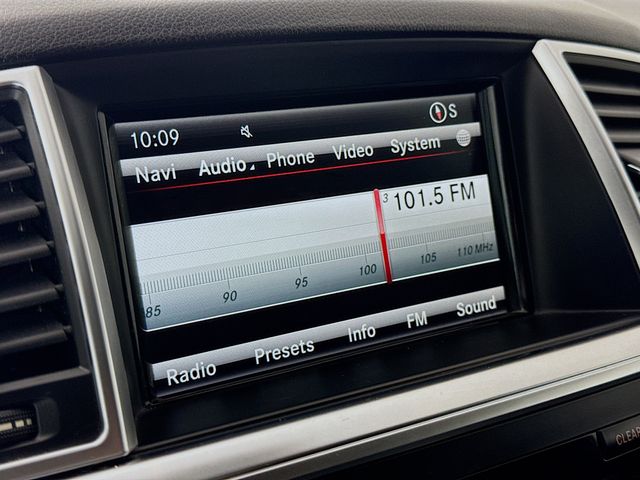 10:09 S
Navi Audio Phone Video System
3 101.5 FM
85 90 95 100 105 110 MHz
Radio Presets Info FM Sound
CLEAR